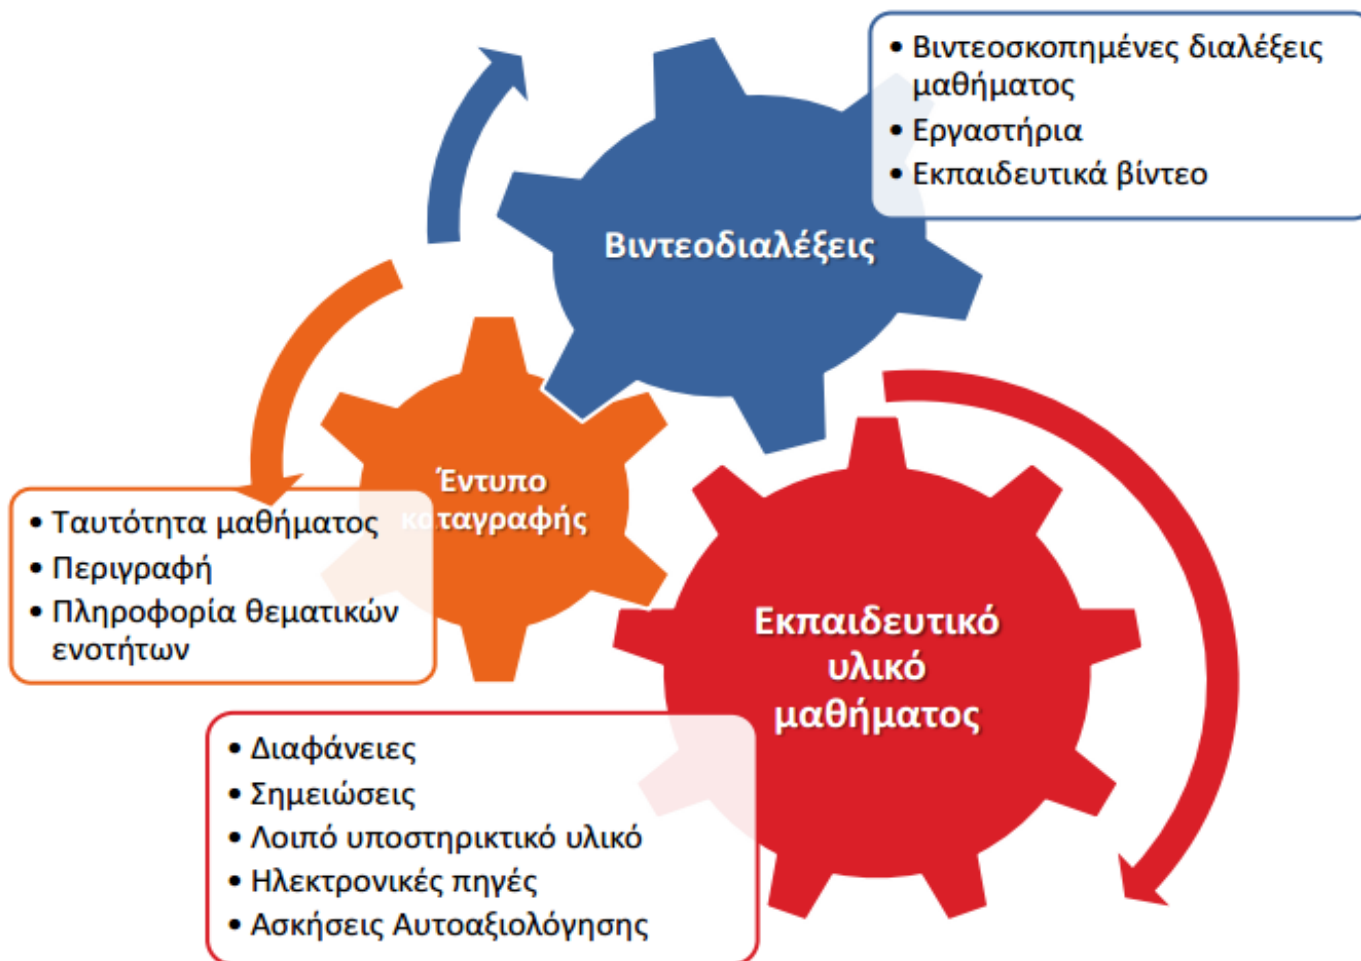 • Βιντεοσκοπημένες διαλέξεις
μαθήματος
• Εργαστήρια
• Εκπαιδευτικά βίντεο
Βιντεοδιαλέξεις
Έντυπο
καταγραφής
• Ταυτότητα μαθήματος
• Περιγραφή
• Πληροφορία θεματικών
ενοτήτων
Εκπαιδευτικό
υλικό
μαθήματος
• Διαφάνειες
• Σημειώσεις
• Λοιπό υποστηρικτικό υλικό
• Ηλεκτρονικές πηγές
• Ασκήσεις Αυτοαξιολόγησης